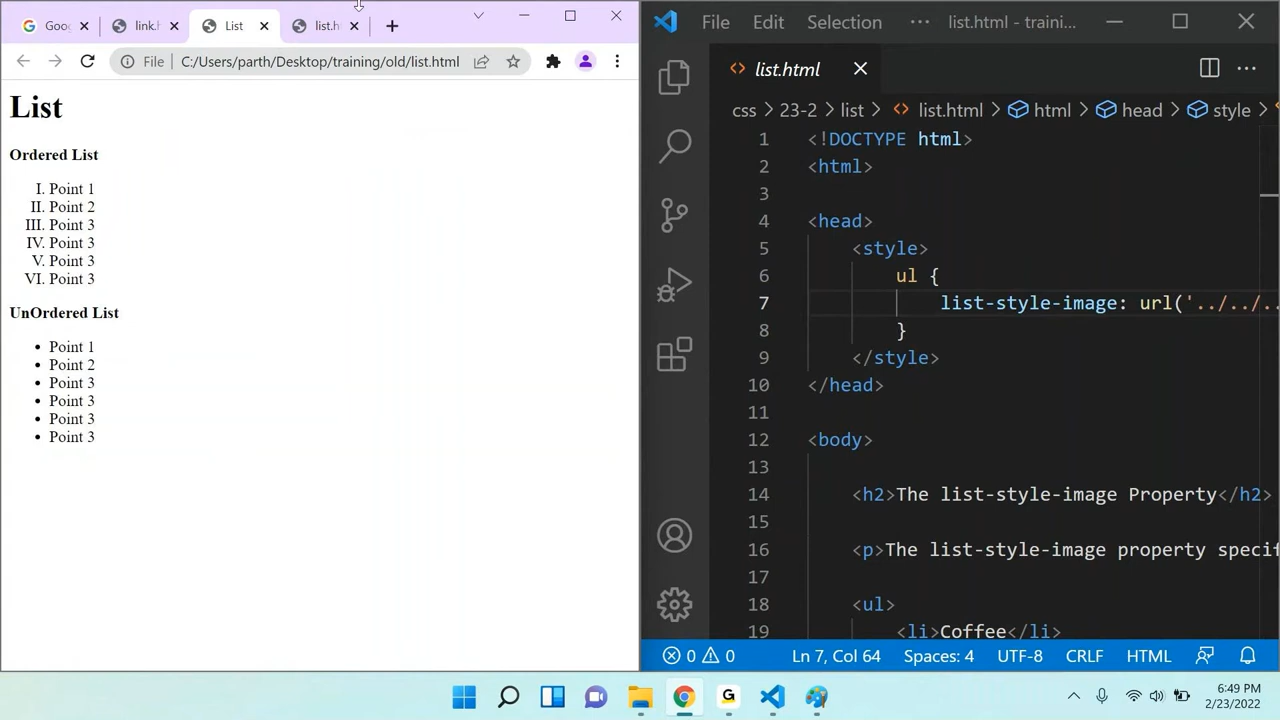 Goog
link.h
List
list.ht
File
C:/Users/parth/Desktop/training/old/list.html
List
Ordered List
I. Point 1
II. Point 2
III. Point 3
IV. Point 3
V. Point 3
VI. Point 3
UnOrdered List
• Point 1
• Point 2
• Point 3
• Point 3
• Point 3
• Point 3
File Edit Selection ··· list.html - traini...
list.html
css > 23-2 > list > list.html > html > head > style >
1 <!DOCTYPE html>
2 <html>
3
4 <head>
5 <style>
6 ul {
7 list-style-image: url('../../..
8 }
9 </style>
10 </head>
11
12 <body>
13
14 <h2>The list-style-image Property</h2>
15
16 <p>The list-style-image property specif
17
18 <ul>
19 <li>Coffee</li>
0 0 Ln 7, Col 64 Spaces: 4 UTF-8 CRLF HTML
G
6:49 PM
2/23/2022